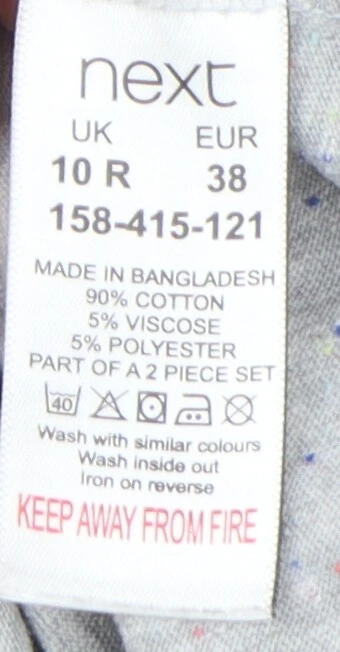 next
UK EUR
10 R 38
158-415-121
MADE IN BANGLADESH
90% COTTON
5% VISCOSE
5% POLYESTER
PART OF A 2 PIECE SET
40
Wash with similar colours
Wash inside out
Iron on reverse
KEEP AWAY FROM FIRE